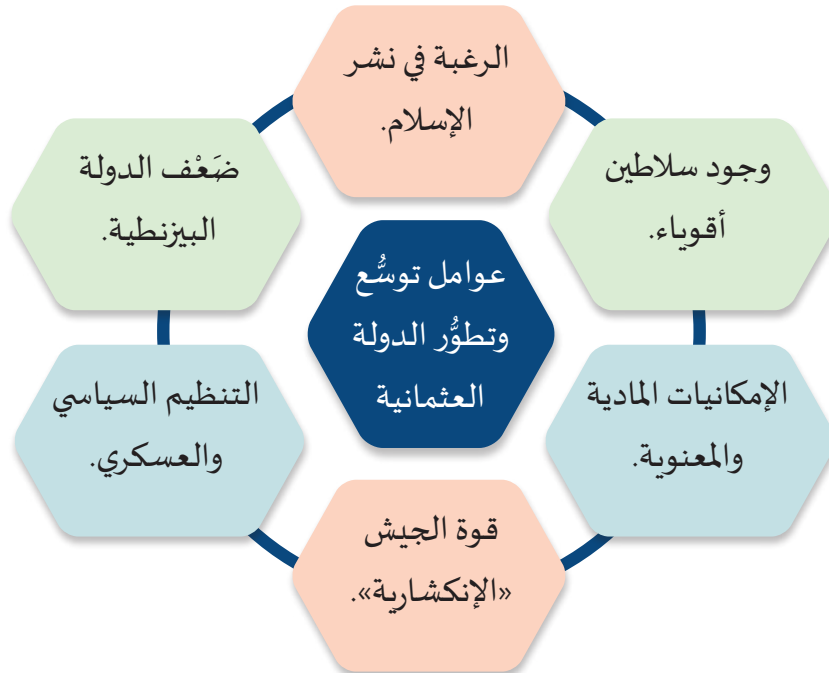 الرغبة في نشر
الإسلام.
وجود سلاطين
أقوياء.
ضَعْف الدولة
البيزنطية.
عوامل توسُّع
وتطوُّر الدولة
العثمانية
الإمكانيات المادية
والمعنوية.
التنظيم السياسي
والعسكري.
قوة الجيش
«الإنكشارية».